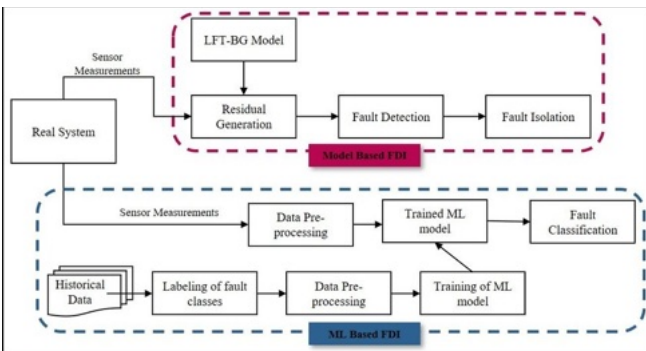 LFT-BG Model
Sensor
Measurements
Real System
Residual
Generation
Fault Detection
Fault Isolation
Model Based FDI
Sensor Measurements
Data Pre-
processing
Trained ML
model
Fault
Classification
Historical
Data
Labeling of fault
classes
Data Pre-
processing
Training of ML
model
ML Based FDI